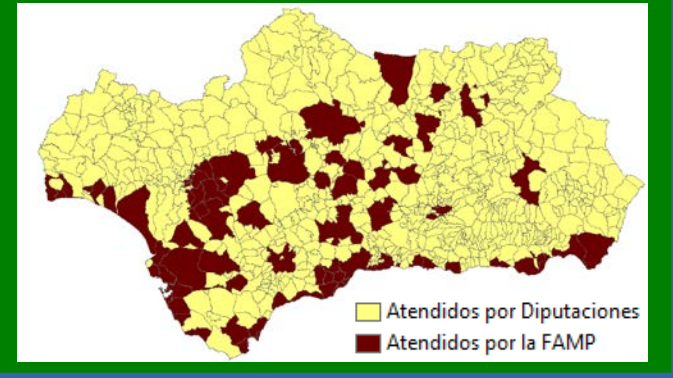 Atendidos por Diputaciones
Atendidos por la FAMP